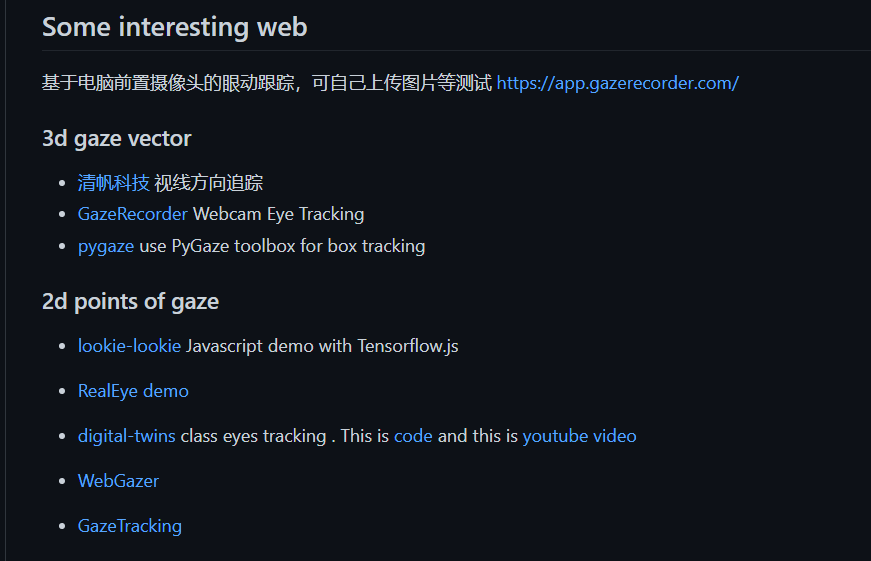 Some interesting web
基于电脑前置摄像头的眼动跟踪，可自己上传图片等测试 https://app.gazerecorder.com/
3d gaze vector
清帆科技 视线方向追踪
GazeRecorder Webcam Eye Tracking
pygaze use PyGaze toolbox for box tracking
2d points of gaze
lookie-lookie Javascript demo with Tensorflow.js
RealEye demo
digital-twins class eyes tracking . This is code and this is youtube video
WebGazer
GazeTracking